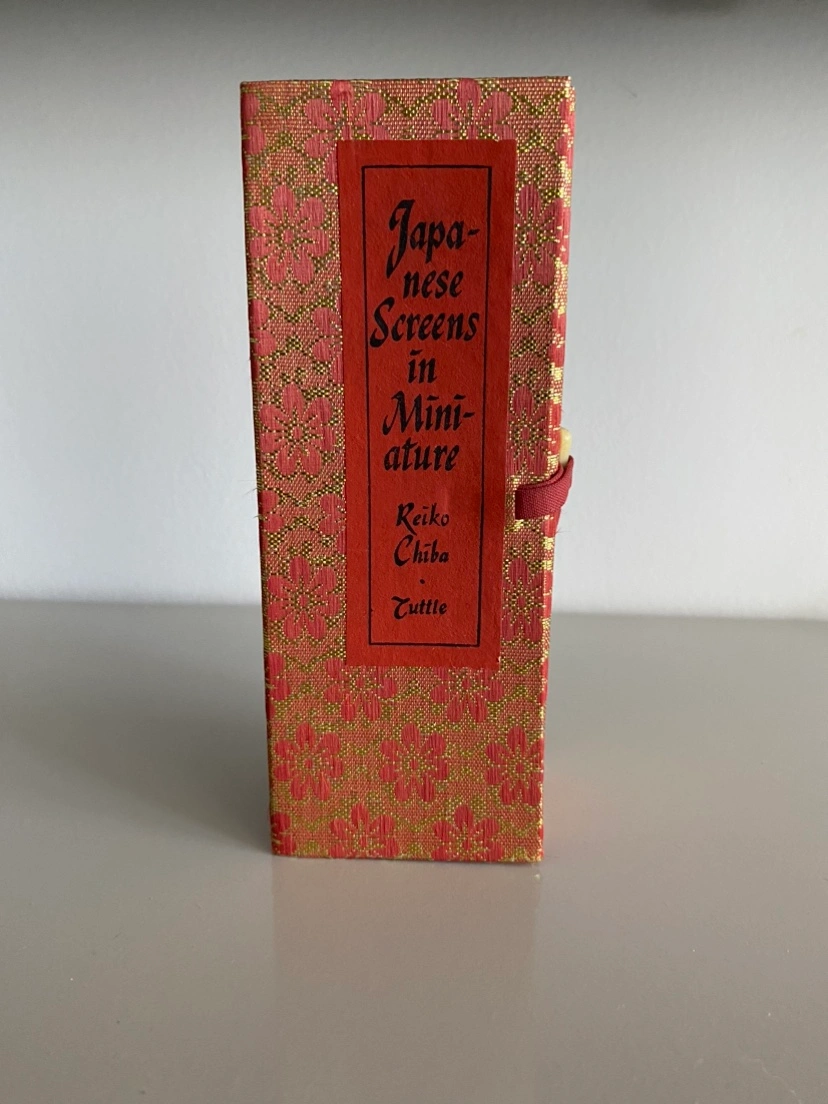 Japa-
nese
Screens
in
Mini-
ature
Reiko
Chiba
·
Tuttle